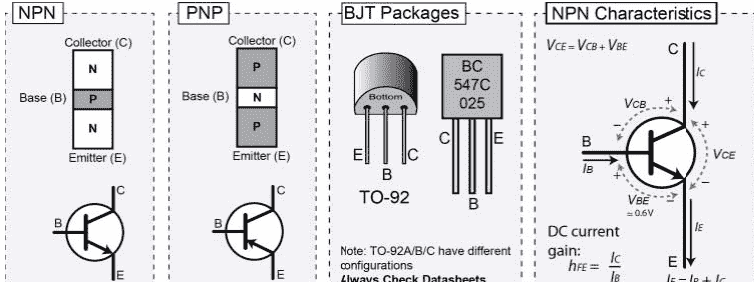 NPN
Collector (C)
N
Base (B)
P
N
Emitter (E)
C
B
E
PNP
Collector (C)
P
Base (B)
N
P
Emitter (E)
C
B
E
BJT Packages
Bottom
E
B
C
TO-92
BC
547C
025
C
B
E
Note: TO-92A/B/C have different
configurations
Always Check Datasheets
NPN Characteristics
VCE = VCB + VBE
C
IC
VCB
+
−
+
B
IB
VCE
+
VBE
−
−
≃ 0.6V
IE
DC current
gain:
E
hFE = IC
IB
IE = IB + IC